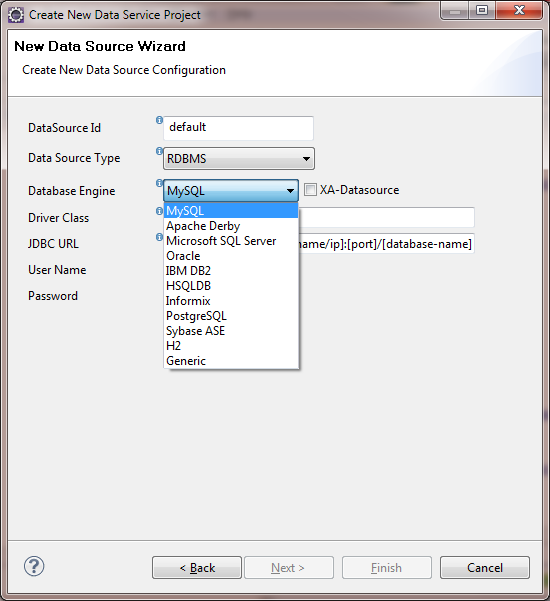 Create New Data Service Project
New Data Source Wizard
Create New Data Source Configuration
DataSource Id default
Data Source Type RDBMS
Database Engine MySQL XA-Datasource
MySQL
Driver Class
Apache Derby
Microsoft SQL Server
JDBC URL name/ip]:[port]/[database-name]
Oracle
User Name IBM DB2
HSQLDB
Password
Informix
PostgreSQL
Sybase ASE
H2
Generic
< Back Next > Finish Cancel